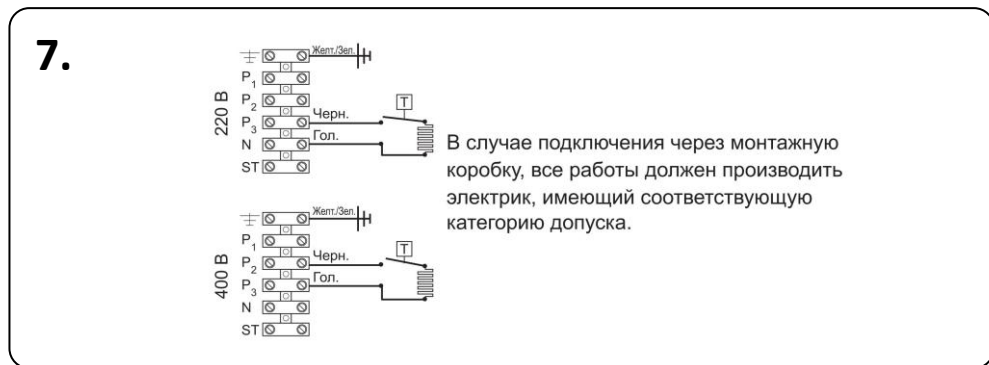 7.
220 В
Желт./Зел.
P1
P2
P3 Черн.
N Гол.
ST
T
В случае подключения через монтажную
коробку, все работы должен производить
электрик, имеющий соответствующую
категорию допуска.
400 В
Желт./Зел.
P1
P2 Черн.
P3 Гол.
N
ST
T